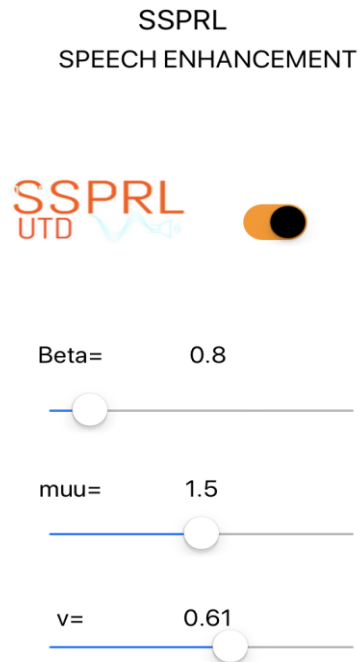 SSPRL
SPEECH ENHANCEMENT
SSPRL
UTD
Beta= 0.8
muu= 1.5
v= 0.61